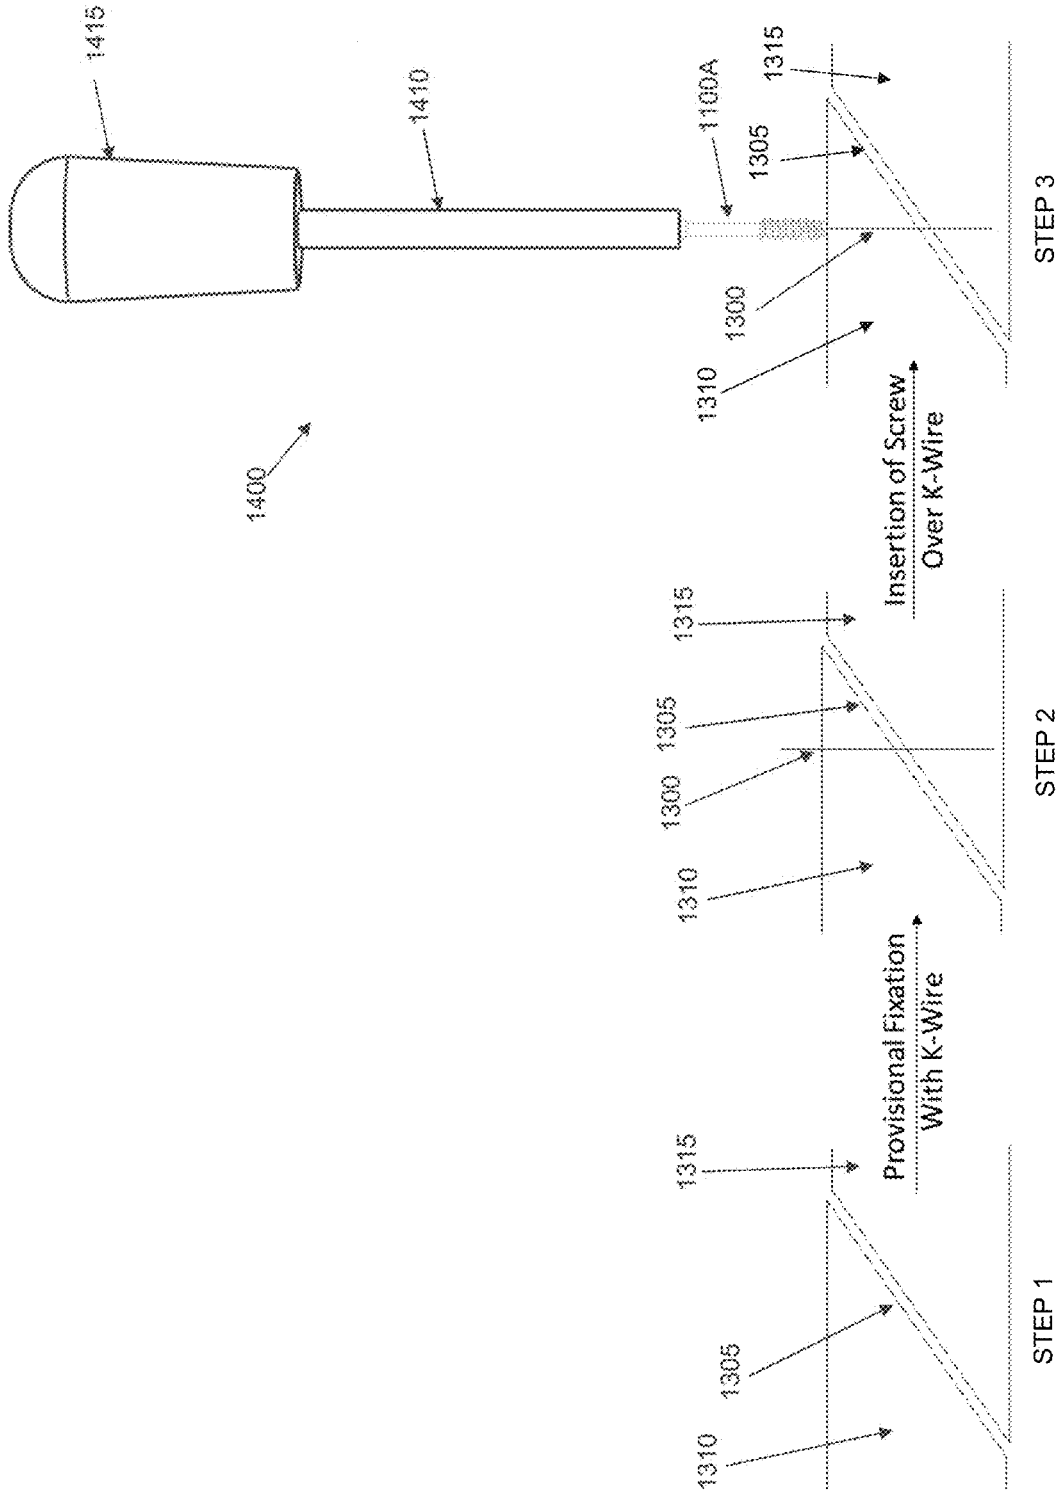 1310
1305
1315
STEP 1
Provisional Fixation
With K-Wire
1310
1300
1305
1315
STEP 2
Insertion of Screw
Over K-Wire
1400
1310
1300
1305
1315
1100A
1410
1415
STEP 3